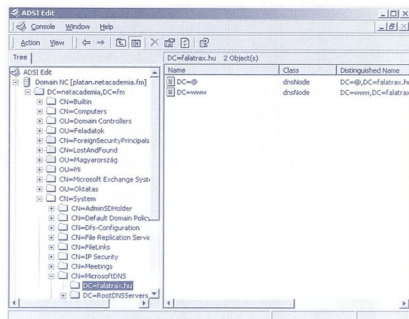 ADSI Edit
Console Window Help
Action View
Tree
DC=falatrax.hu 2 Object(s)
ADSI Edit
Domain NC [platan.netacademia.fm]
DC=netacademia,DC=fm
CN=Builtin
CN=Computers
OU=Domain Controllers
OU=Feladatok
CN=ForeignSecurityPrincipals
CN=LostAndFound
OU=Magyarország
OU=Mi
CN=Microsoft Exchange Syste
OU=Oktatas
CN=System
CN=AdminSDHolder
CN=Default Domain Policy
CN=Dfs-Configuration
CN=File Replication Servic
CN=FileLinks
CN=IP Security
CN=Meetings
CN=MicrosoftDNS
DC=falatrax.hu
DC=RootDNSServers
Name Class Distinguished Name
DC=@ dnsNode DC=@,DC=falatrax.h
DC=www dnsNode DC=www,DC=falatrax